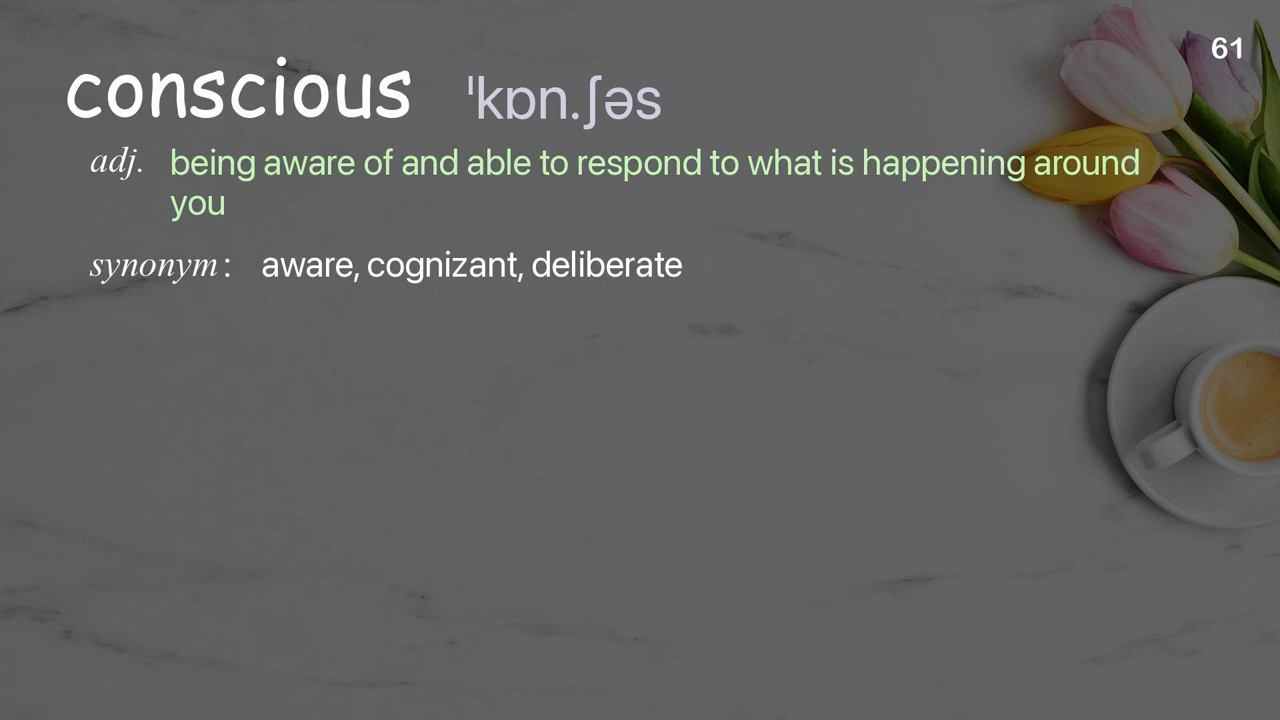 61
conscious ˈkɒn.ʃəs
adj. being aware of and able to respond to what is happening around
you
synonym: aware, cognizant, deliberate